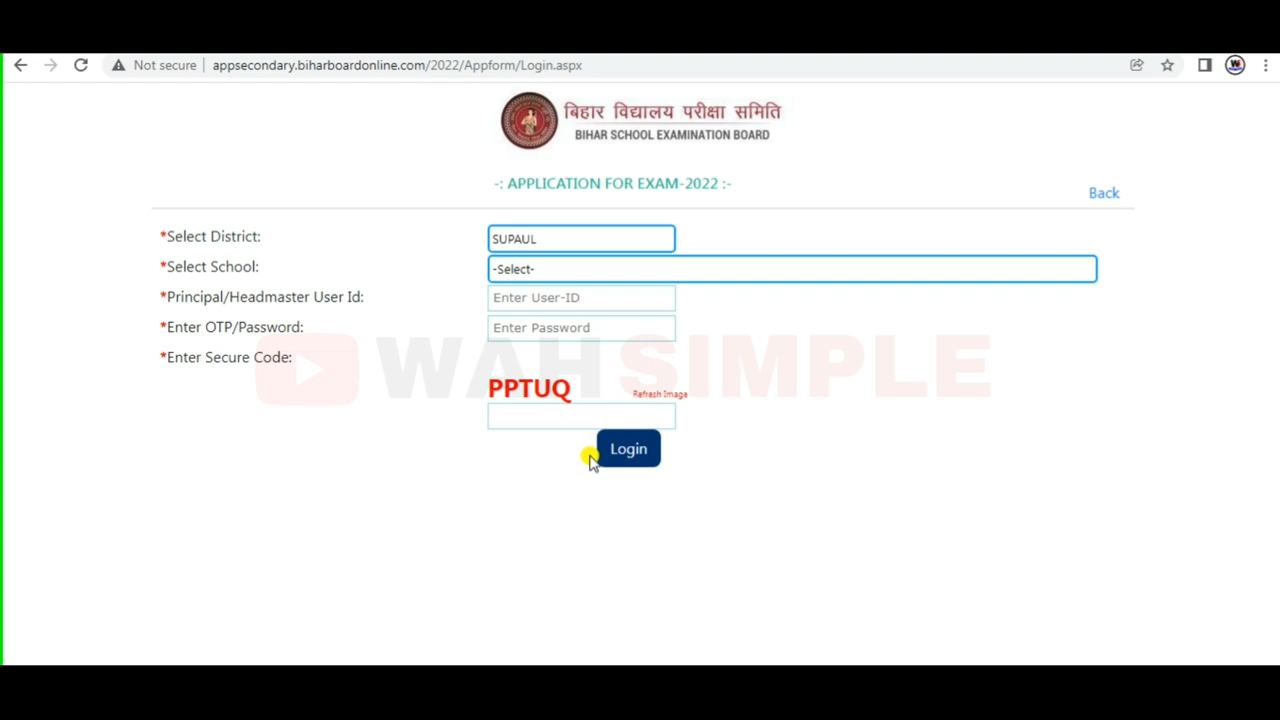 Not secure appsecondary.biharboardonline.com/2022/Appform/Login.aspx
बिहार विद्यालय परीक्षा समिति
BIHAR SCHOOL EXAMINATION BOARD
-: APPLICATION FOR EXAM-2022 :-
Back
*Select District: SUPAUL
*Select School: -Select-
*Principal/Headmaster User Id: Enter User-ID
*Enter OTP/Password: Enter Password
*Enter Secure Code:
WAH SIMPLE
PPTUQ Refresh Image
Login